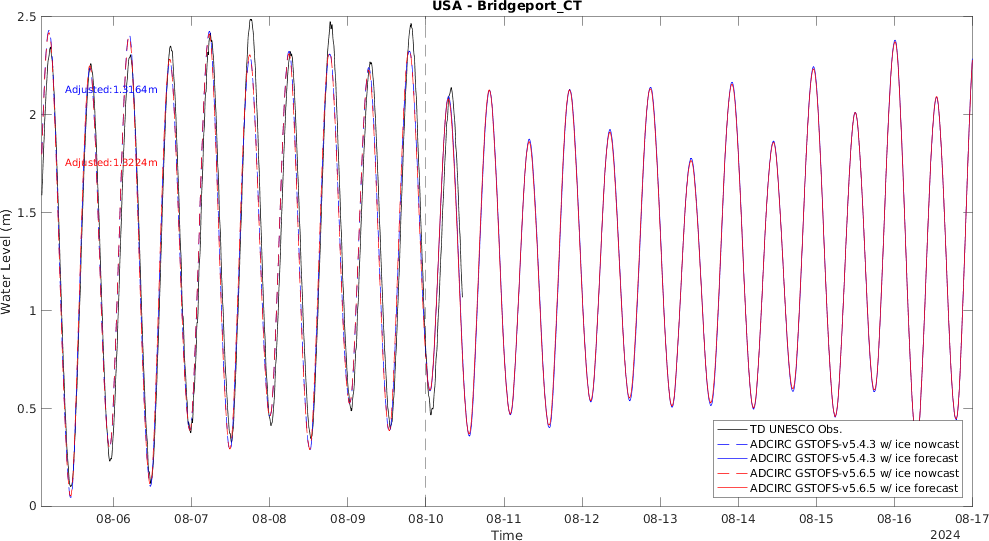 USA - Bridgeport_CT
2.5
2
1.5
1
0.5
0
Water Level (m)
Adjusted:1.3164m
Adjusted:1.3224m
TD UNESCO Obs.
ADCIRC GSTOFS-v5.4.3 w/ ice nowcast
ADCIRC GSTOFS-v5.4.3 w/ ice forecast
ADCIRC GSTOFS-v5.6.5 w/ ice nowcast
ADCIRC GSTOFS-v5.6.5 w/ ice forecast
08-06 08-07 08-08 08-09 08-10 08-11 08-12 08-13 08-14 08-15 08-16 08-17
Time
2024